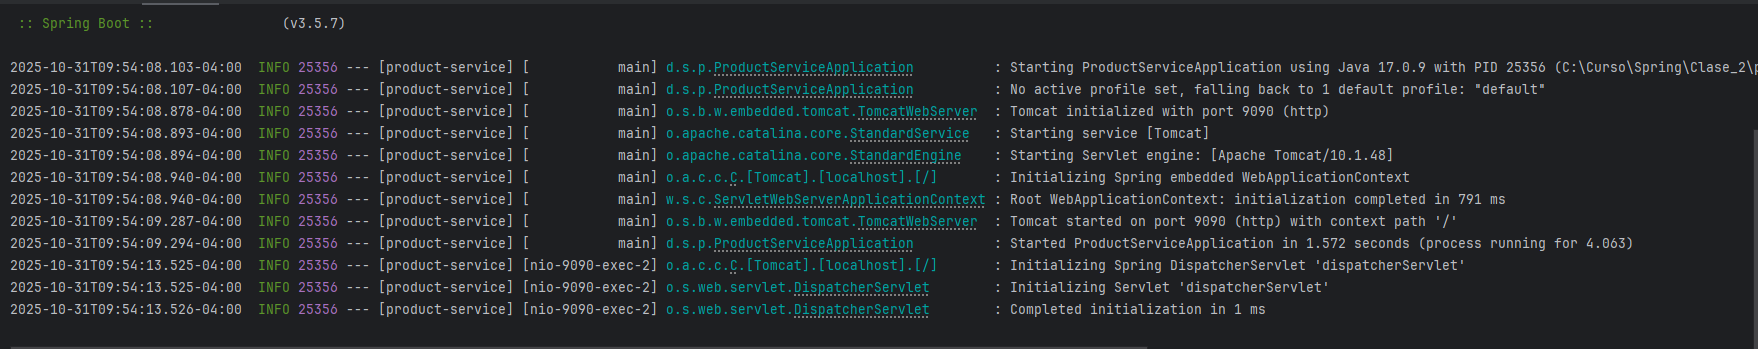 :: Spring Boot ::                (v3.5.7)
2025-10-31T09:54:08.103-04:00  INFO 25356 --- [product-service] [           main] d.s.p.ProductServiceApplication          : Starting ProductServiceApplication using Java 17.0.9 with PID 25356 (C:\Curso\Spring\Clase_2\p
2025-10-31T09:54:08.107-04:00  INFO 25356 --- [product-service] [           main] d.s.p.ProductServiceApplication          : No active profile set, falling back to 1 default profile: "default"
2025-10-31T09:54:08.878-04:00  INFO 25356 --- [product-service] [           main] o.s.b.w.embedded.tomcat.TomcatWebServer  : Tomcat initialized with port 9090 (http)
2025-10-31T09:54:08.893-04:00  INFO 25356 --- [product-service] [           main] o.apache.catalina.core.StandardService   : Starting service [Tomcat]
2025-10-31T09:54:08.894-04:00  INFO 25356 --- [product-service] [           main] o.apache.catalina.core.StandardEngine    : Starting Servlet engine: [Apache Tomcat/10.1.48]
2025-10-31T09:54:08.940-04:00  INFO 25356 --- [product-service] [           main] o.a.c.c.C.[Tomcat].[localhost].[/]       : Initializing Spring embedded WebApplicationContext
2025-10-31T09:54:08.940-04:00  INFO 25356 --- [product-service] [           main] w.s.c.ServletWebServerApplicationContext : Root WebApplicationContext: initialization completed in 791 ms
2025-10-31T09:54:09.287-04:00  INFO 25356 --- [product-service] [           main] o.s.b.w.embedded.tomcat.TomcatWebServer  : Tomcat started on port 9090 (http) with context path '/'
2025-10-31T09:54:09.294-04:00  INFO 25356 --- [product-service] [           main] d.s.p.ProductServiceApplication          : Started ProductServiceApplication in 1.572 seconds (process running for 4.063)
2025-10-31T09:54:13.525-04:00  INFO 25356 --- [product-service] [nio-9090-exec-2] o.a.c.c.C.[Tomcat].[localhost].[/]       : Initializing Spring DispatcherServlet 'dispatcherServlet'
2025-10-31T09:54:13.525-04:00  INFO 25356 --- [product-service] [nio-9090-exec-2] o.s.web.servlet.DispatcherServlet        : Initializing Servlet 'dispatcherServlet'
2025-10-31T09:54:13.526-04:00  INFO 25356 --- [product-service] [nio-9090-exec-2] o.s.web.servlet.DispatcherServlet        : Completed initialization in 1 ms